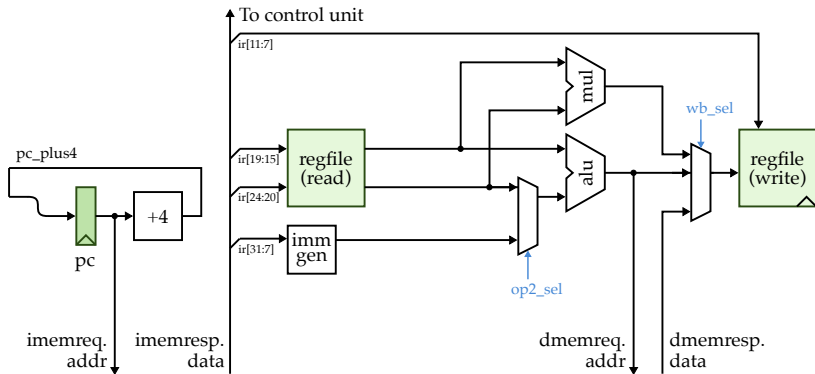 To control unit
ir[11:7]
mul
wb_sel
pc_plus4
ir[19:15]
regfile
(read)
alu
regfile
(write)
ir[24:20]
+4
pc
ir[31:7]
imm
gen
op2_sel
imemreq.
addr
imemresp.
data
dmemreq.
addr
dmemresp.
data